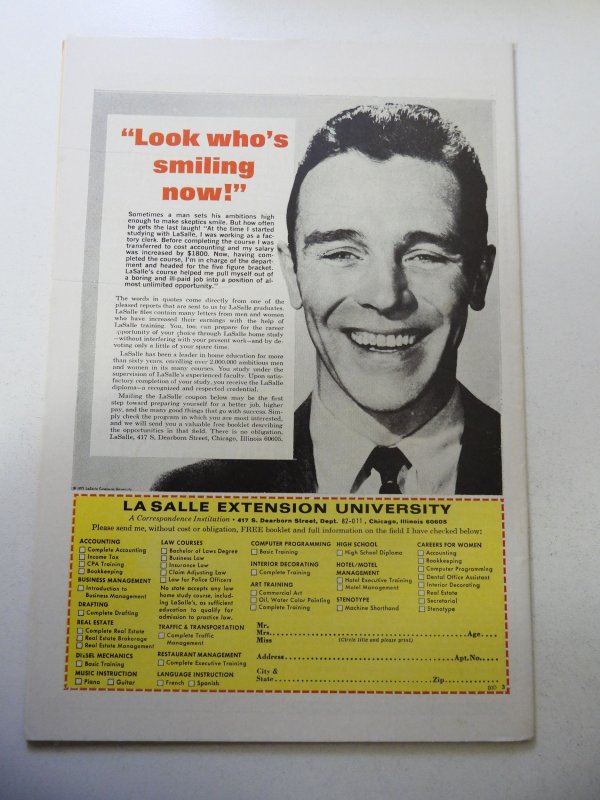 “Look who’s
smiling
now!”
Sometimes a man sets his ambitions high
enough to make skeptics smile. But how often
he gets the last laugh! “At the time I started
studying with LaSalle, I was working as a fac-
tory clerk. Before completing the course I was
transferred to cost accounting and my salary
was increased by $1800. Now, having com-
pleted the course, I’m in charge of the depart-
ment and headed for the five figure bracket.
LaSalle’s course helped me pull myself out of
a boring and ill-paid job into a position of al-
most unlimited opportunity.”
The words in quotes come directly from one of the
pleased reports that are sent to us by LaSalle graduates.
LaSalle files contain many letters from men and women
who have increased their earnings with the help of
LaSalle training. You, too, can prepare for the career
opportunity of your choice through LaSalle home study
—without interfering with your present work—and by de-
voting only a little of your spare time.
LaSalle has been a leader in home education for more
than sixty years, enrolling over 2,000,000 ambitious men
and women in its many courses. You study under the
supervision of LaSalle’s experienced faculty. Upon satis-
factory completion of your study, you receive the LaSalle
diploma—a recognized and respected credential.
Mailing the LaSalle coupon below may be the first
step toward preparing yourself for a better job, higher
pay, and the many good things that go with success. Sim-
ply check the program in which you are most interested,
and we will send you a valuable free booklet describing
the opportunities in that field. There is no obligation.
LaSalle, 417 S. Dearborn Street, Chicago, Illinois 60605.
LA SALLE EXTENSION UNIVERSITY
A Correspondence Institution • 417 S. Dearborn Street, Dept. 82-011, Chicago, Illinois 60605
Please send me, without cost or obligation, FREE booklet and full information on the field I have checked below:
ACCOUNTING
Complete Accounting
Income Tax
CPA Training
Bookkeeping
BUSINESS MANAGEMENT
Introduction to
Business Management
DRAFTING
Complete Drafting
REAL ESTATE
Complete Real Estate
Real Estate Brokerage
Real Estate Management
DIESEL MECHANICS
Basic Training
MUSIC INSTRUCTION
Piano Guitar
LAW COURSES
Bachelor of Laws Degree
Business Law
Insurance Law
Claim Adjusting Law
Law for Police Officers
No state accepts any law
home study course, includ-
ing LaSalle’s, as sufficient
education to qualify for
admission to practice law.
TRAFFIC & TRANSPORTATION
Complete Traffic
Management
RESTAURANT MANAGEMENT
Complete Executive Training
LANGUAGE INSTRUCTION
French Spanish
COMPUTER PROGRAMMING
Basic Training
INTERIOR DECORATING
Complete Training
ART TRAINING
Commercial Art
Oil, Water Color Painting
Complete Training
HIGH SCHOOL
High School Diploma
HOTEL/MOTEL
MANAGEMENT
Hotel Executive Training
Motel Management
STENOTYPE
Machine Shorthand
CAREERS FOR WOMEN
Accounting
Bookkeeping
Computer Programming
Dental Office Assistant
Interior Decorating
Real Estate
Secretarial
Stenotype
Mr.
Mrs. Age
Miss (Circle title and please print)
Address Apt.No.
City &
State Zip
3